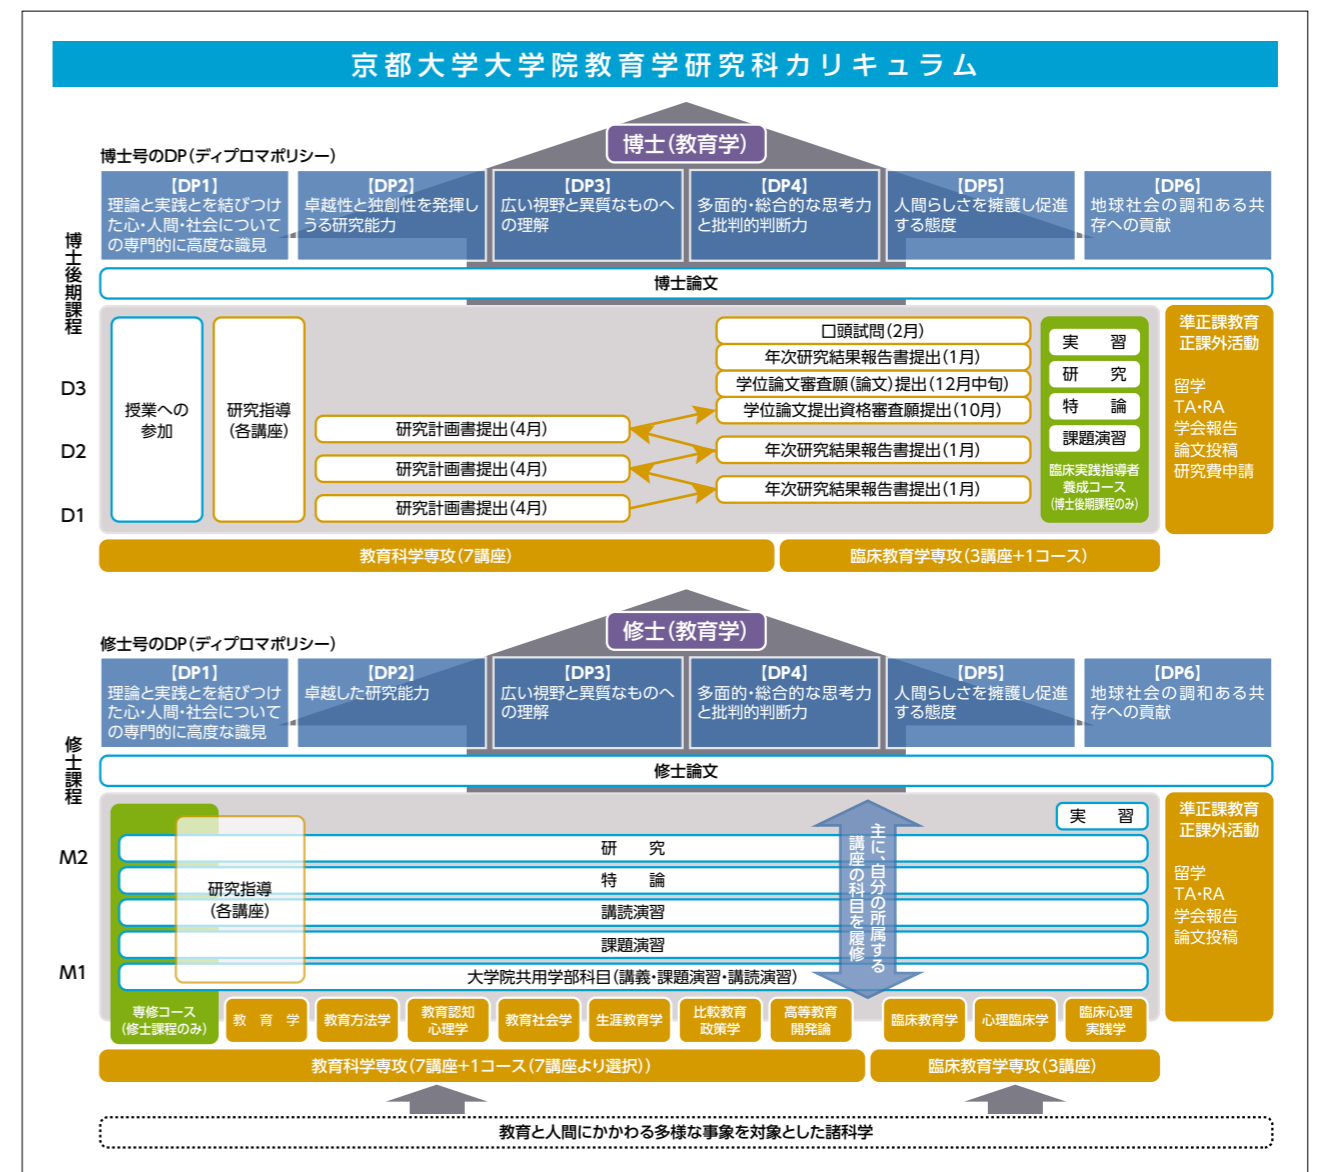 京都大学大学院教育学研究科カリキュラム
博士(教育学)
博士号のDP(ディプロマポリシー)
【DP1】
理論と実践とを結びつけ
た心・人間・社会について
の専門的に高度な識見
【DP2】
卓越性と独創性を発揮し
うる研究能力
【DP3】
広い視野と異質なものへ
の理解
【DP4】
多面的・総合的な思考力
と批判的判断力
【DP5】
人間らしさを擁護し促進
する態度
【DP6】
地球社会の調和ある共
存への貢献
博士後期課程
博士論文
D3
D2
D1
授業への
参加
研究指導
(各講座)
研究計画書提出(4月)
研究計画書提出(4月)
研究計画書提出(4月)
口頭試問(2月)
年次研究結果報告書提出(1月)
学位論文審査願(論文)提出(12月中旬)
学位論文提出資格審査願提出(10月)
年次研究結果報告書提出(1月)
年次研究結果報告書提出(1月)
実 習
研 究
特 論
課題演習
臨床実践指導者
養成コース
(博士後期課程のみ)
準正課教育
正課外活動
留学
TA・RA
学会報告
論文投稿
研究費申請
教育科学専攻(7講座)
臨床教育学専攻(3講座+1コース)
修士(教育学)
修士号のDP(ディプロマポリシー)
【DP1】
理論と実践とを結びつけ
た心・人間・社会について
の専門的に高度な識見
【DP2】
卓越した研究能力
【DP3】
広い視野と異質なものへ
の理解
【DP4】
多面的・総合的な思考力
と批判的判断力
【DP5】
人間らしさを擁護し促進
する態度
【DP6】
地球社会の調和ある共
存への貢献
修士課程
修士論文
M2
M1
実 習
研 究
特 論
講読演習
課題演習
大学院共用学部科目(講義・課題演習・講読演習)
研究指導
(各講座)
主に、自分の所属する
講座の科目を履修
準正課教育
正課外活動
留学
TA・RA
学会報告
論文投稿
専修コース
(修士課程のみ)
教 育 学
教育方法学
教育認知
心理学
教育社会学
生涯教育学
比較教育
政策学
高等教育
開発論
臨床教育学
心理臨床学
臨床心理
実践学
教育科学専攻(7講座+1コース(7講座より選択))
臨床教育学専攻(3講座)
教育と人間にかかわる多様な事象を対象とした諸科学